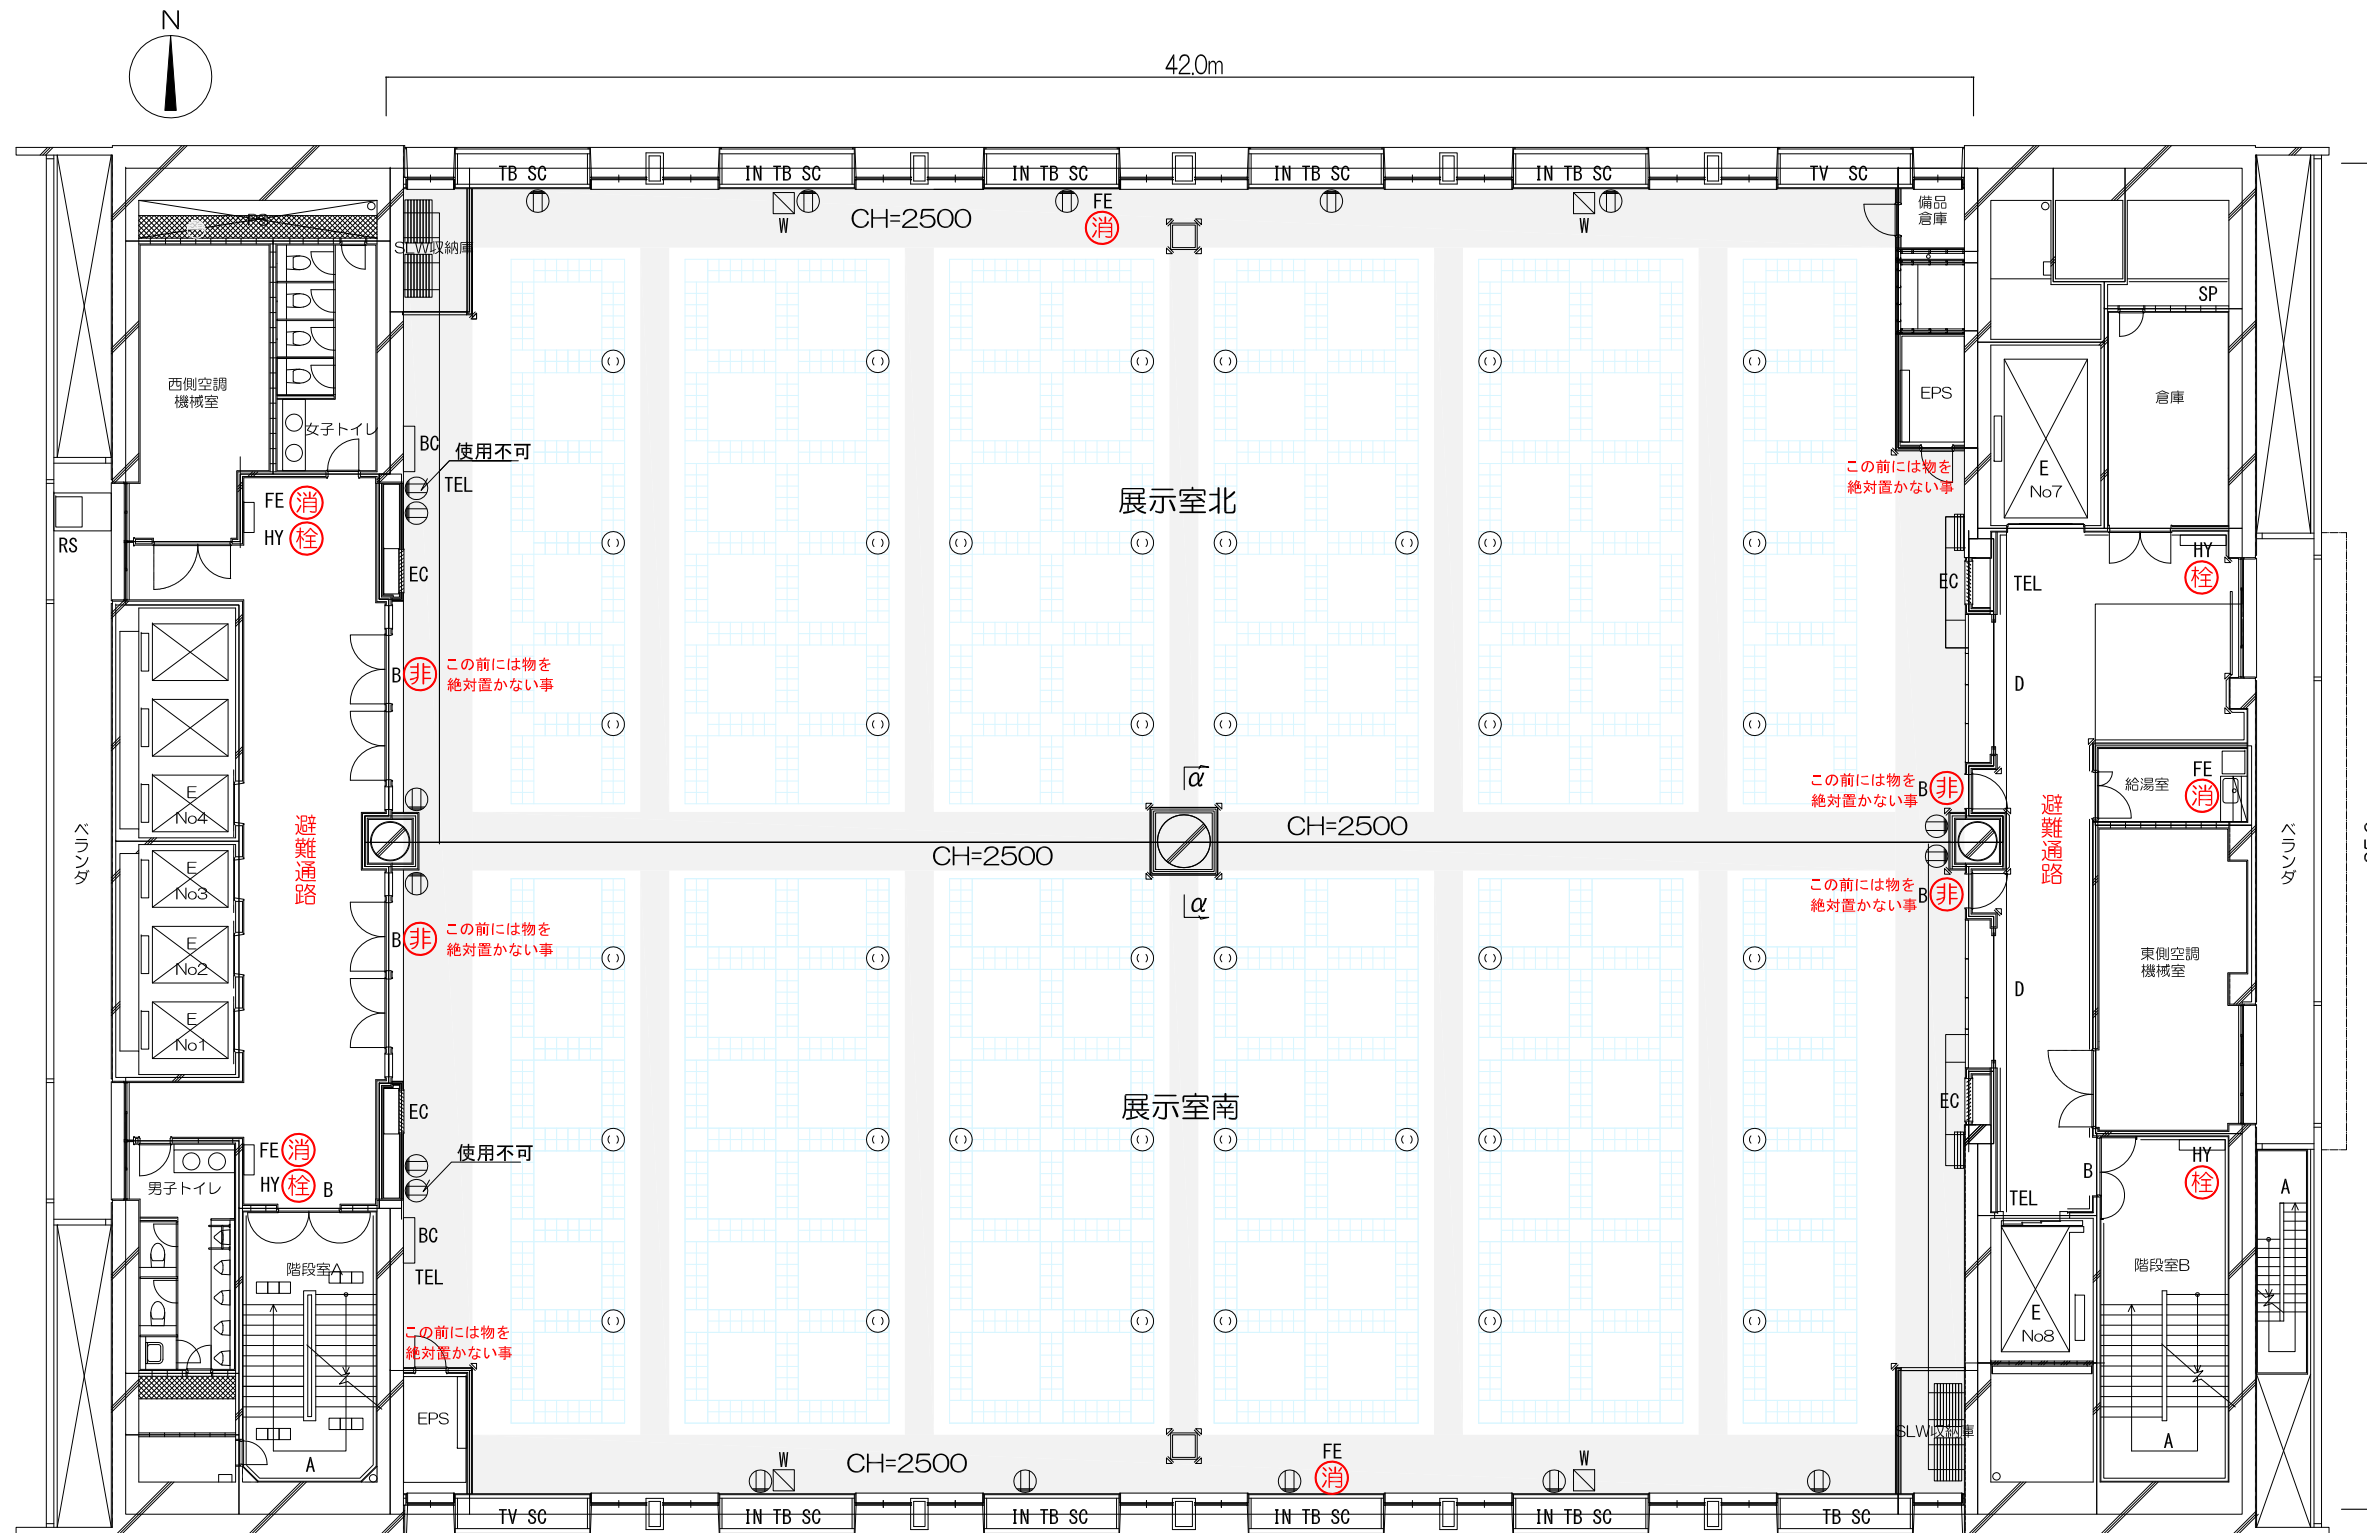 N
42.0m
TB SC
IN TB SC
IN TB SC
IN TB SC
IN TB SC
TV SC
PS
SLW収納庫
W
CH=2500
FE
消
W
備品
倉庫
SP
西側空調
機械室
女子トイレ
BC
使用不可
TEL
展示室北
この前には物を
絶対置かない事
EPS
E
No7
倉庫
FE 消
HY 栓
RS
EC
EC
TEL
HY
栓
B 非
この前には物を
絶対置かない事
D
α
この前には物を
絶対置かない事
B 非
給湯室
FE
消
E
No4
避難通路
CH=2500
CH=2500
避難通路
ベランダ
ベランダ
E
No3
α
この前には物を
絶対置かない事
B 非
E
No2
B 非
この前には物を
絶対置かない事
東側空調
機械室
D
E
No1
EC
展示室南
EC
FE 消
HY 栓
B
使用不可
男子トイレ
HY
栓
B
TEL
A
BC
TEL
階段室A
階段室B
この前には物を
絶対置かない事
E
No8
EPS
SLW収納庫
A
A
W
CH=2500
FE
消
W
TV SC
IN TB SC
IN TB SC
IN TB SC
IN TB SC
TB SC